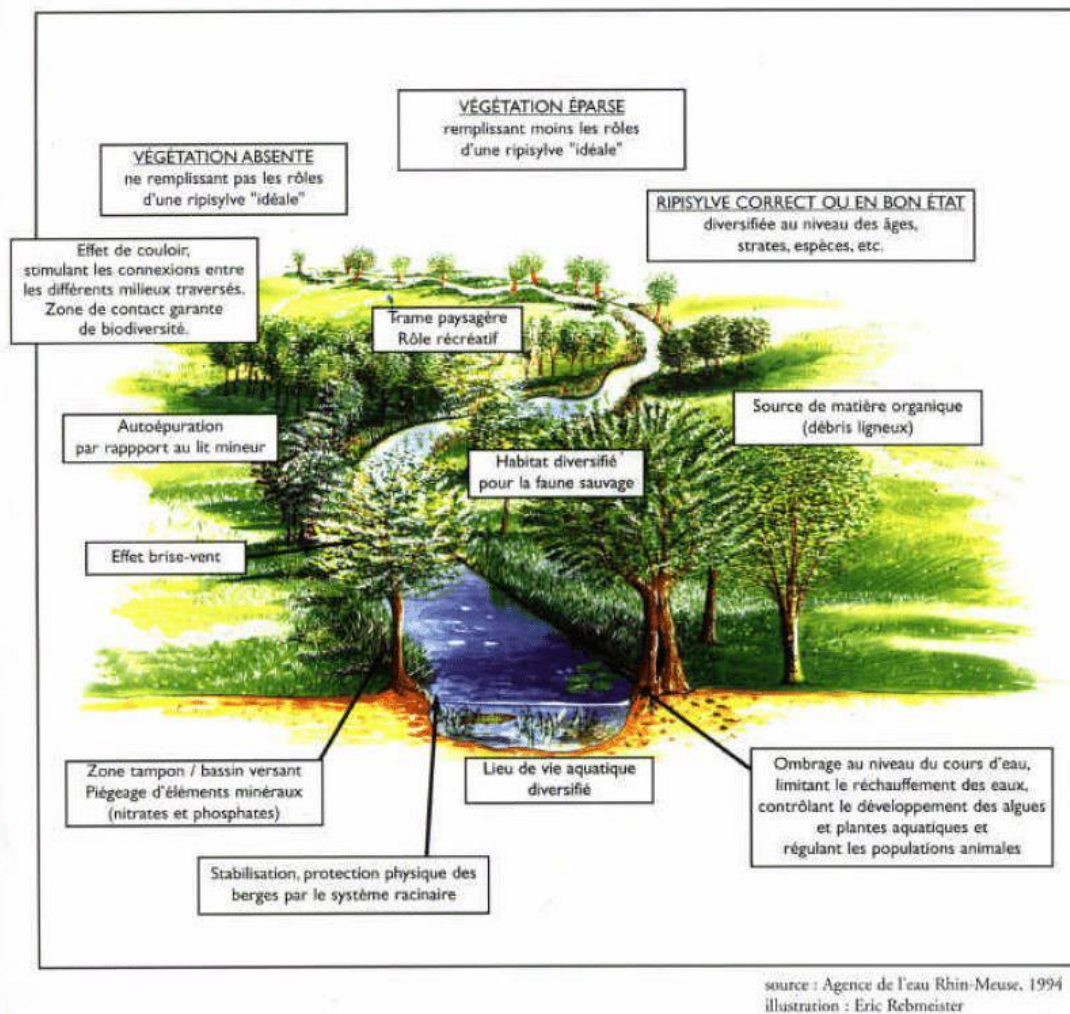 VÉGÉTATION ÉPARSE
remplissant moins les rôles
d'une ripisylve "idéale"
VÉGÉTATION ABSENTE
ne remplissant pas les rôles
d'une ripisylve "idéale"
RIPISYLVE CORRECT OU EN BON ÉTAT
diversifiée au niveau des âges,
strates, espèces, etc.
Effet de couloir,
stimulant les connexions entre
les différents milieux traversés.
Zone de contact garante
de biodiversité.
Trame paysagère
Rôle récréatif
Source de matière organique
(débris ligneux)
Autoépuration
par rappport au lit mineur
Habitat diversifié
pour la faune sauvage
Effet brise-vent
Zone tampon / bassin versant
Piégeage d'éléments minéraux
(nitrates et phosphates)
Lieu de vie aquatique
diversifié
Ombrage au niveau du cours d'eau,
limitant le réchauffement des eaux,
contrôlant le développement des algues
et plantes aquatiques et
régulant les populations animales
Stabilisation, protection physique des
berges par le système racinaire
source : Agence de l'eau Rhin-Meuse, 1994
illustration : Eric Rebmeister